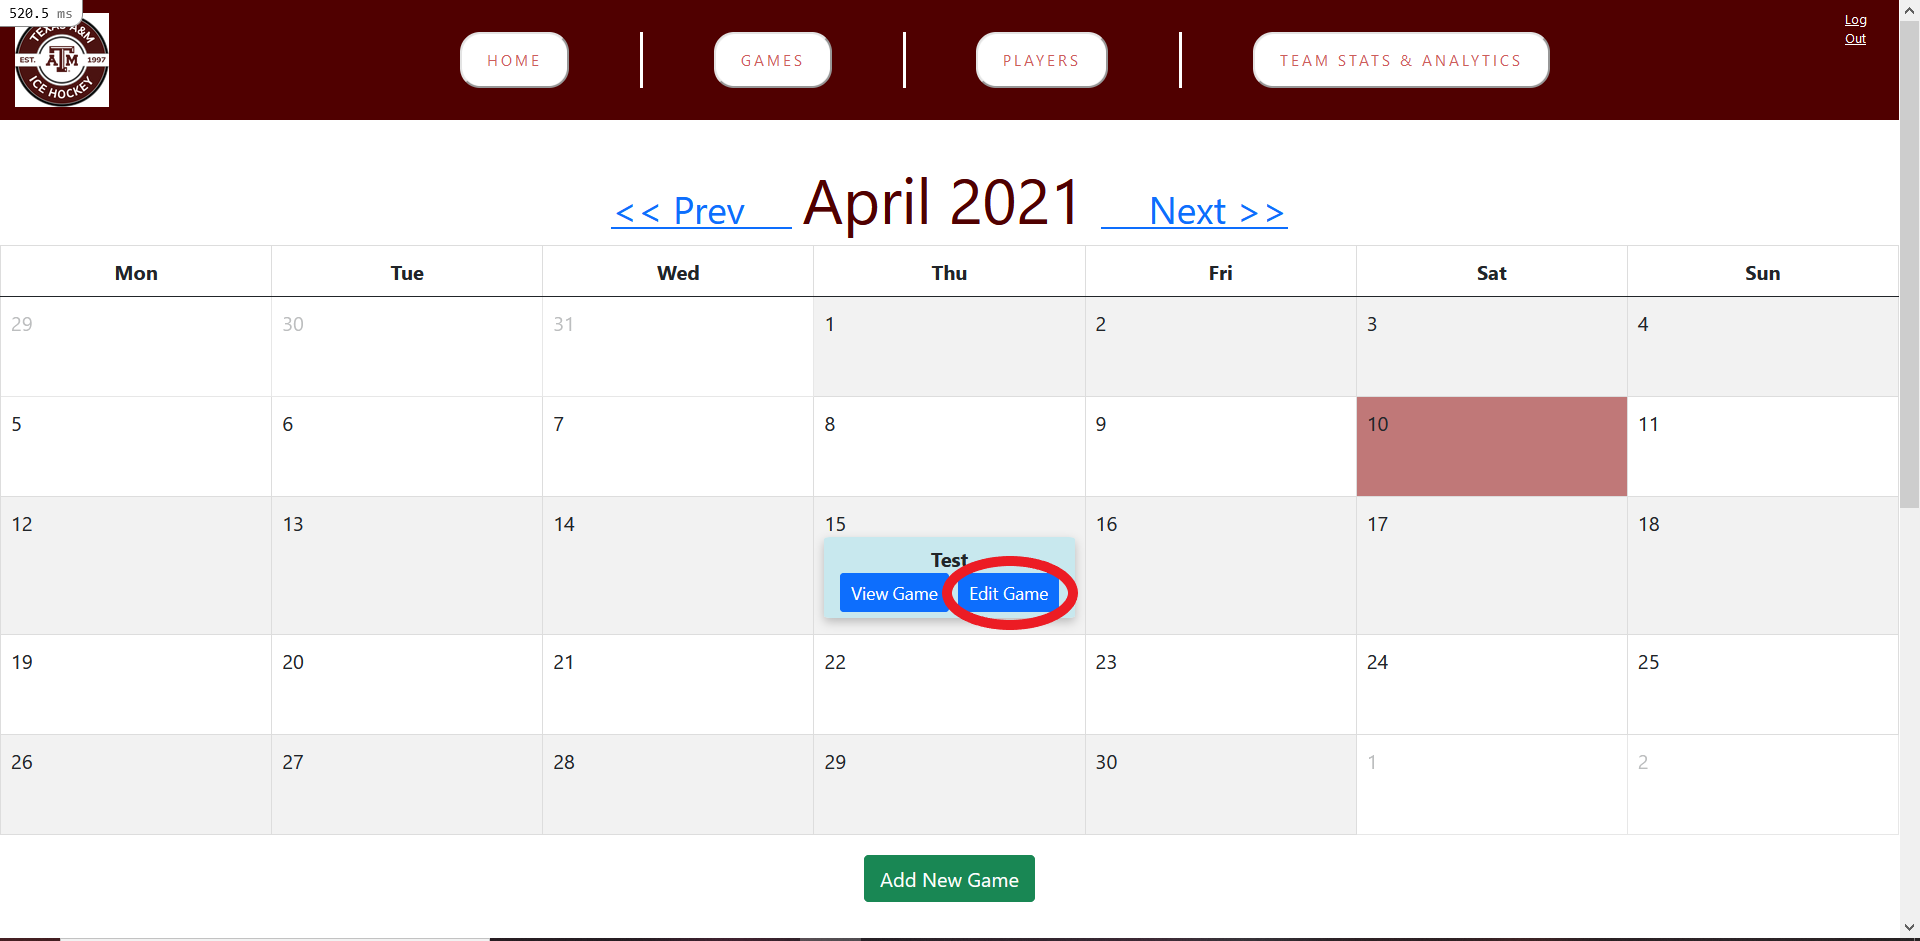 520.5 ms
TEXAS A&M
EST. ATM 1997
ICE HOCKEY
HOME
GAMES
PLAYERS
TEAM STATS & ANALYTICS
Log
Out
<< Prev April 2021 Next >>
Mon Tue Wed Thu Fri Sat Sun
29 30 31 1 2 3 4
5 6 7 8 9 10 11
12 13 14 15 16 17 18
Test
View Game Edit Game
19 20 21 22 23 24 25
26 27 28 29 30 1 2
Add New Game